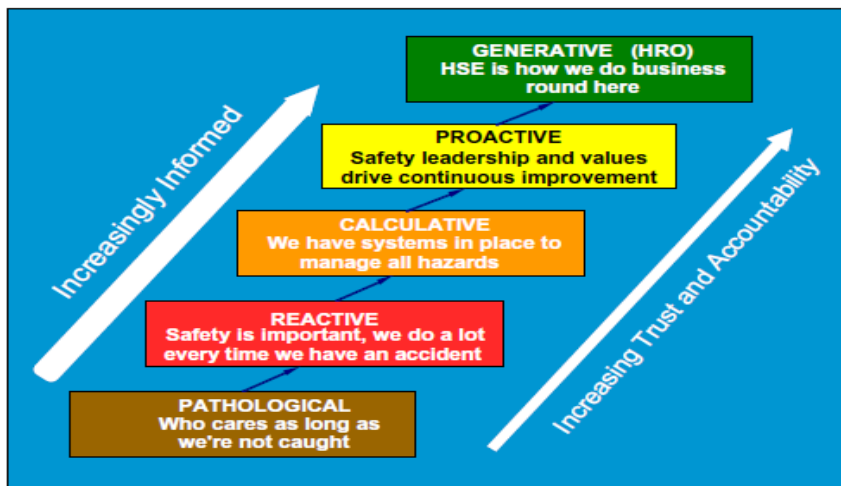 GENERATIVE (HRO)
HSE is how we do business
round here
PROACTIVE
Safety leadership and values
drive continuous improvement
CALCULATIVE
We have systems in place to
manage all hazards
REACTIVE
Safety is important, we do a lot
every time we have an accident
PATHOLOGICAL
Who cares as long as
we're not caught
Increasingly Informed
Increasing Trust and Accountability